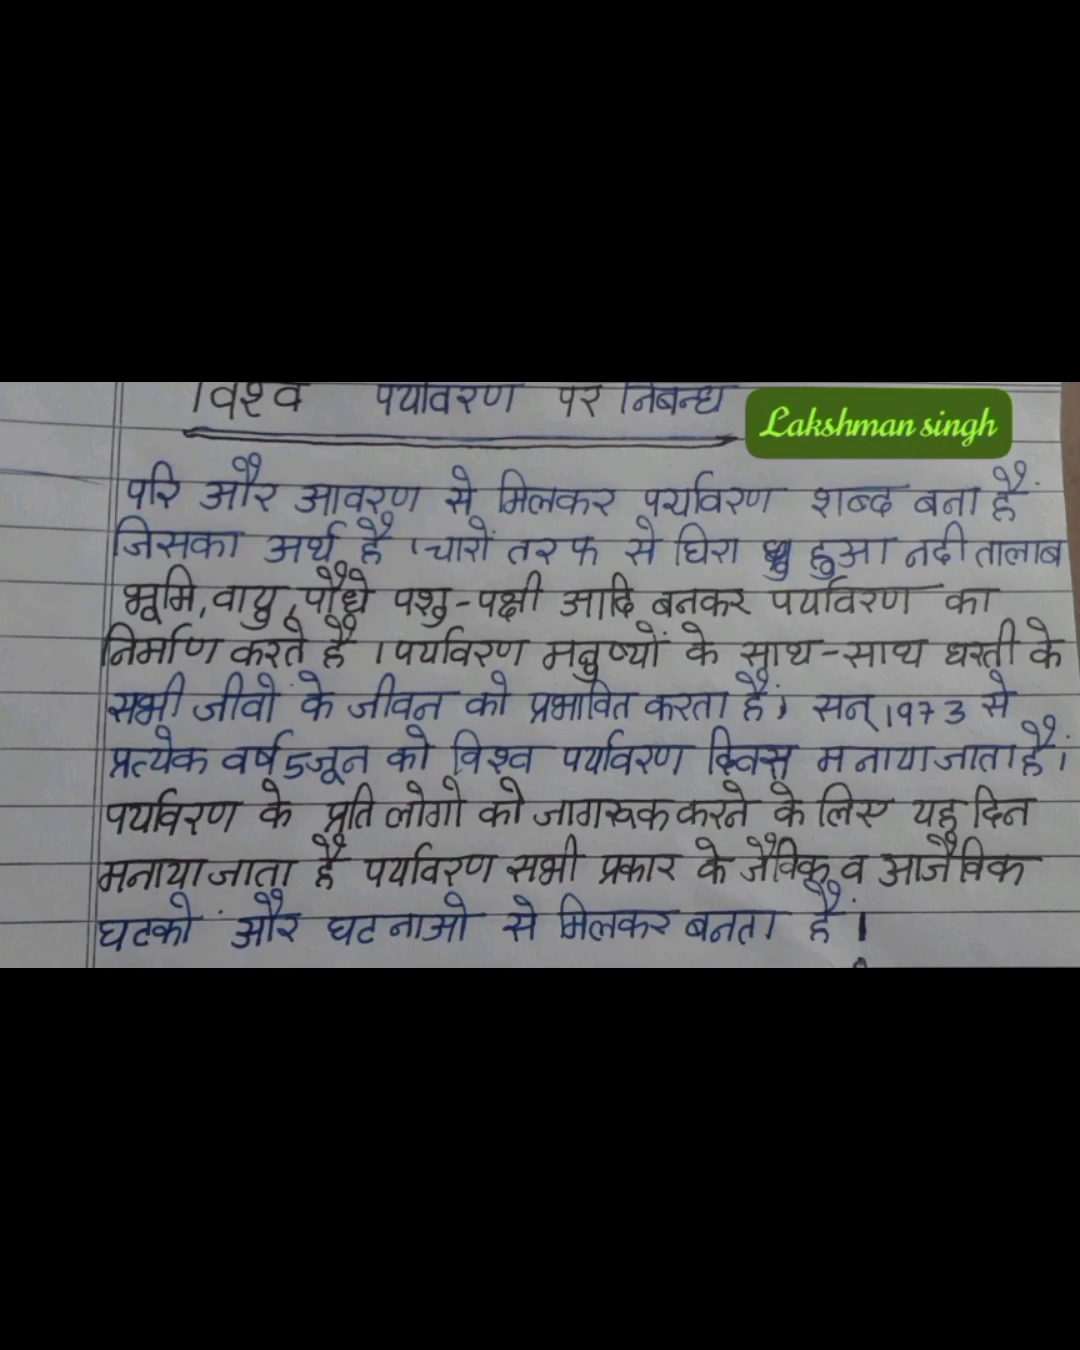 विश्व पर्यावरण पर निबन्ध
Lakshman singh
परि और आवरण से मिलकर पर्यावरण शब्द बना है
जिसका अर्थ है । चारों तरफ से घिरा हुआ नदी तालाब
भूमि, वायु, पौधे पशु-पक्षी आदि बनकर पर्यावरण का
निर्माण करते है । पर्यावरण मनुष्यों के साथ-साथ धरती के
सभी जीवों के जीवन को प्रभावित करता है। सन् 1973 से
प्रत्येक वर्ष 5 जून को विश्व पर्यावरण दिवस मनाया जाता है।
पर्यावरण के प्रति लोगो को जागरूक करने के लिए यह दिन
मनाया जाता है पर्यावरण सभी प्रकार के जैविक व आजैविक
घटको और घटनाओ से मिलकर बनता है।